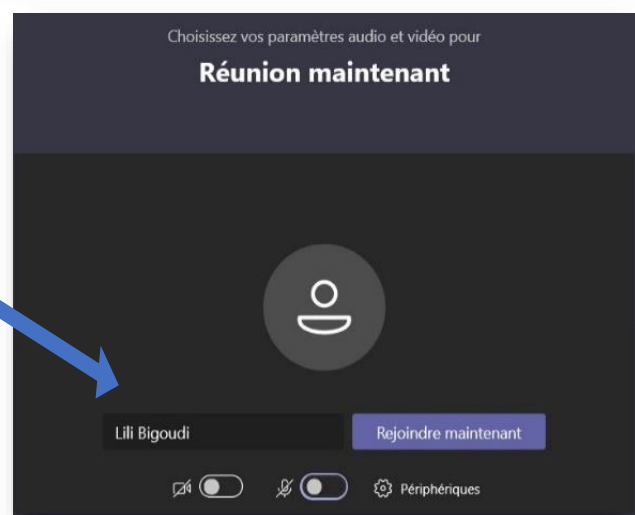 Choisissez vos paramètres audio et vidéo pour
Réunion maintenant
Lili Bigoudi
Rejoindre maintenant
Périphériques